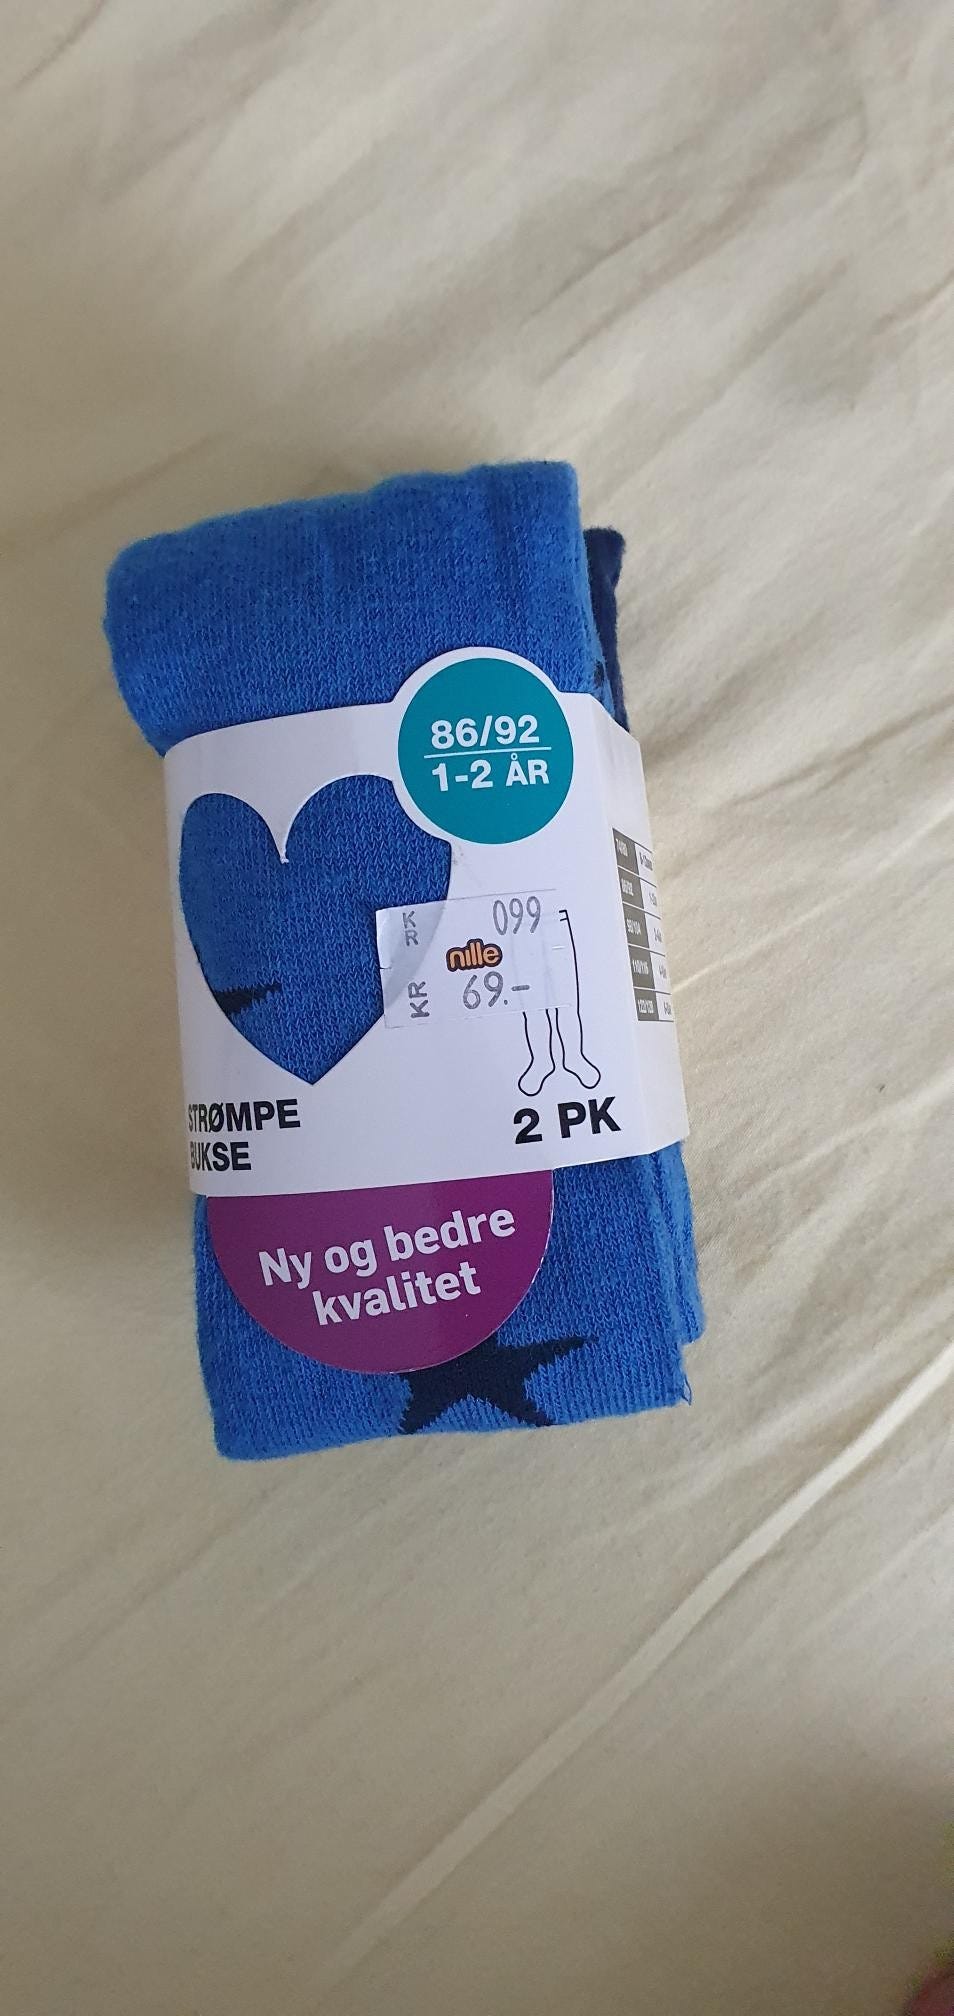 86/92
1-2 ÅR
KR 099
nille
KR 69.-
STRØMPE
BUKSE
2 PK
Ny og bedre
kvalitet